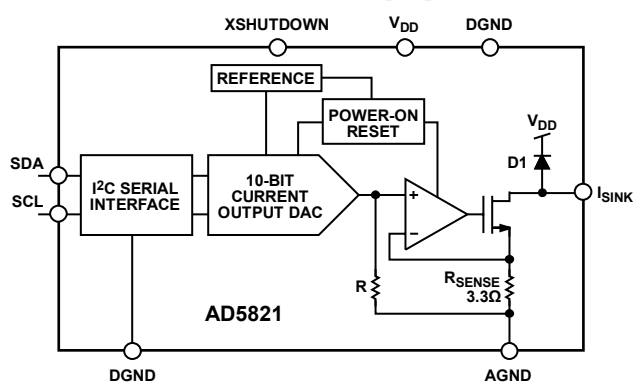 XSHUTDOWN
VDD
DGND
REFERENCE
POWER-ON
RESET
VDD
D1
SDA
SCL
I2C SERIAL
INTERFACE
10-BIT
CURRENT
OUTPUT DAC
+
–
ISINK
R
RSENSE
3.3Ω
AD5821
DGND
AGND